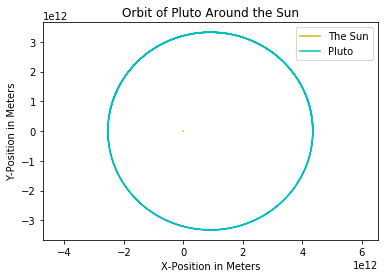 Orbit of Pluto Around the Sun
1e12
The Sun
Pluto
3
2
1
0
−1
−2
−3
Y-Position in Meters
−4
−2
0
2
4
6
X-Position in Meters
1e12